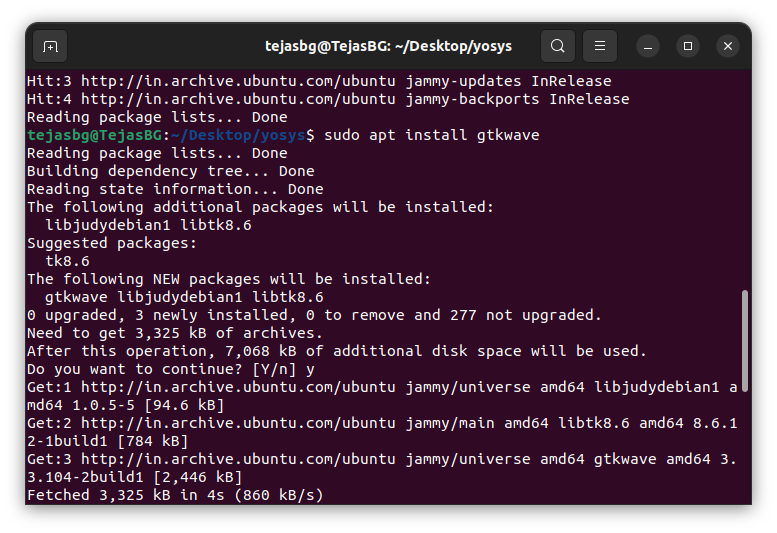 tejasbg@TejasBG: ~/Desktop/yosys
Hit:3 http://in.archive.ubuntu.com/ubuntu jammy-updates InRelease
Hit:4 http://in.archive.ubuntu.com/ubuntu jammy-backports InRelease
Reading package lists... Done
tejasbg@TejasBG:~/Desktop/yosys$ sudo apt install gtkwave
Reading package lists... Done
Building dependency tree... Done
Reading state information... Done
The following additional packages will be installed:
  libjudydebian1 libtk8.6
Suggested packages:
  tk8.6
The following NEW packages will be installed:
  gtkwave libjudydebian1 libtk8.6
0 upgraded, 3 newly installed, 0 to remove and 277 not upgraded.
Need to get 3,325 kB of archives.
After this operation, 7,068 kB of additional disk space will be used.
Do you want to continue? [Y/n] y
Get:1 http://in.archive.ubuntu.com/ubuntu jammy/universe amd64 libjudydebian1 a
md64 1.0.5-5 [94.6 kB]
Get:2 http://in.archive.ubuntu.com/ubuntu jammy/main amd64 libtk8.6 amd64 8.6.1
2-1build1 [784 kB]
Get:3 http://in.archive.ubuntu.com/ubuntu jammy/universe amd64 gtkwave amd64 3.
3.104-2build1 [2,446 kB]
Fetched 3,325 kB in 4s (860 kB/s)